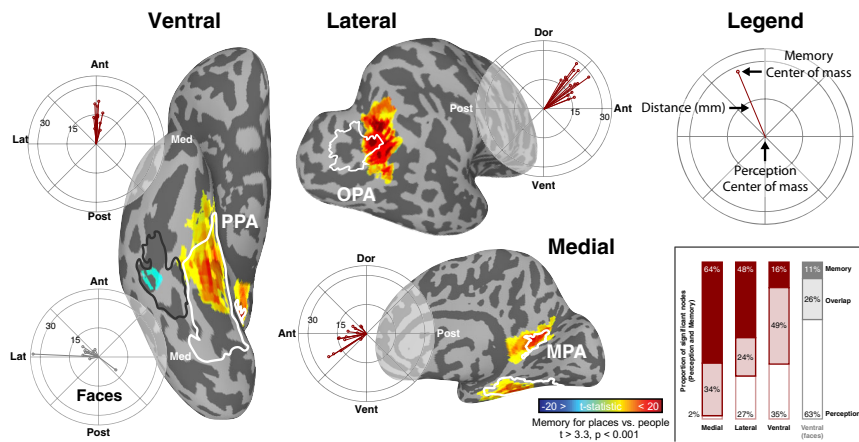 Ventral
Ant
Lat
30
15
Med
Post
PPA
Ant
30
15
Lat
Med
Faces
Post
Lateral
Dor
Post
Ant
15
30
Vent
OPA
Medial
Dor
Ant
30
15
Post
Vent
MPA
-20 > t-statistic < 20
Memory for places vs. people
t > 3.3, p < 0.001
Legend
Memory
Center of mass
Distance (mm)
Perception
Center of mass
Proportion of significant nodes
(Perception and Memory)
64% 48% 16% 11% Memory
26% Overlap
49%
24%
34%
2% 27% 35% 63% Perception
Medial Lateral Ventral Ventral
(faces)